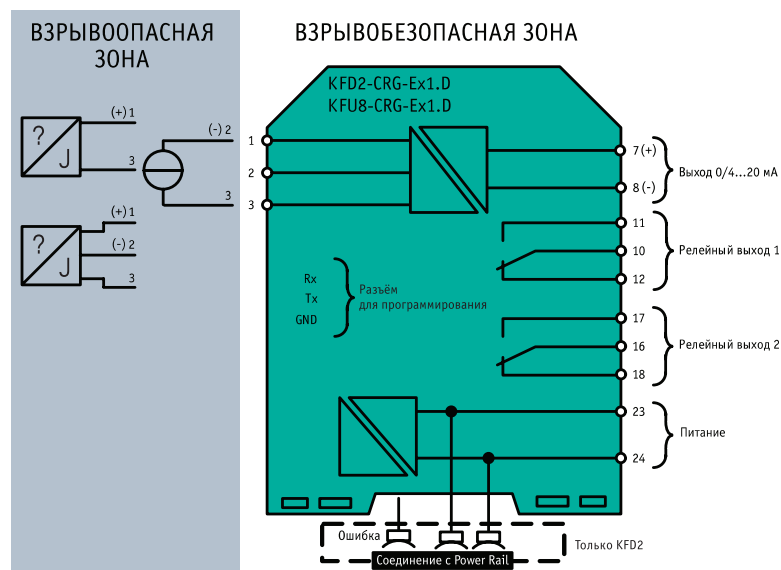 ВЗРЫВООПАСНАЯ
ЗОНА
ВЗРЫВОБЕЗОПАСНАЯ ЗОНА
KFD2-CRG-Ex1.D
KFU8-CRG-Ex1.D
(+) 1
?
J
3
(-) 2
3
(+) 1
?
(-) 2
J
3
1
2
3
7 (+)
8 (-)
Выход 0/4...20 мА
11
10
12
Релейный выход 1
Rx
Tx
GND
Разъём
для программирования
17
16
18
Релейный выход 2
23
24
Питание
Ошибка
Соединение с Power Rail
Только KFD2